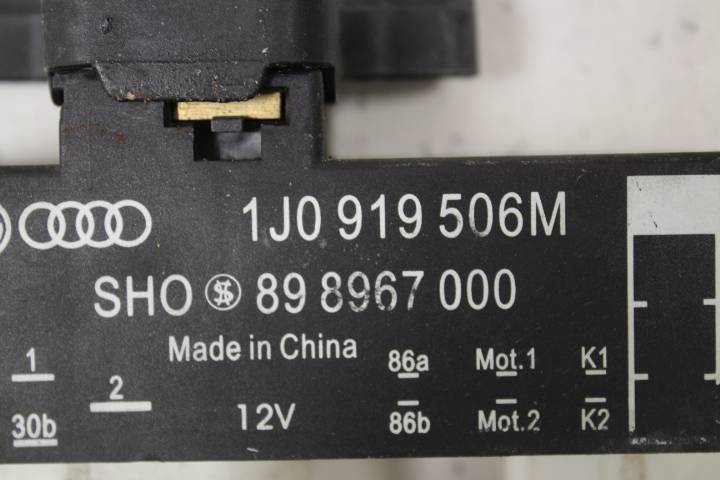 1J0 919 506M
SHO 89 8967 000
Made in China
1 2 86a Mot.1 K1
30b 12V 86b Mot.2 K2